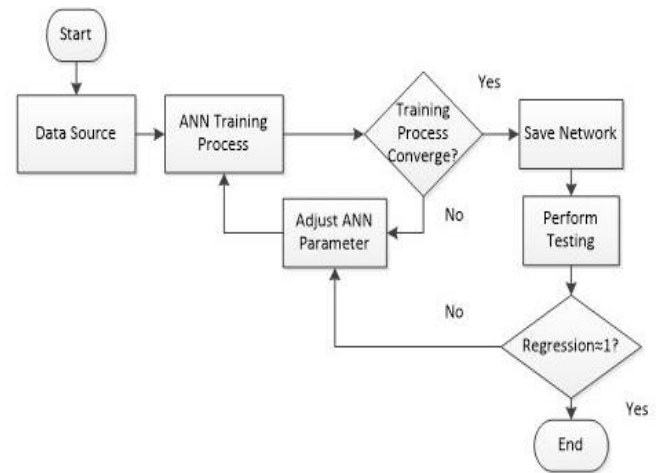 Start
Data Source
ANN Training
Process
Training
Process
Converge?
Yes
Save Network
No
Adjust ANN
Parameter
Perform
Testing
No
Regression≈1?
Yes
End